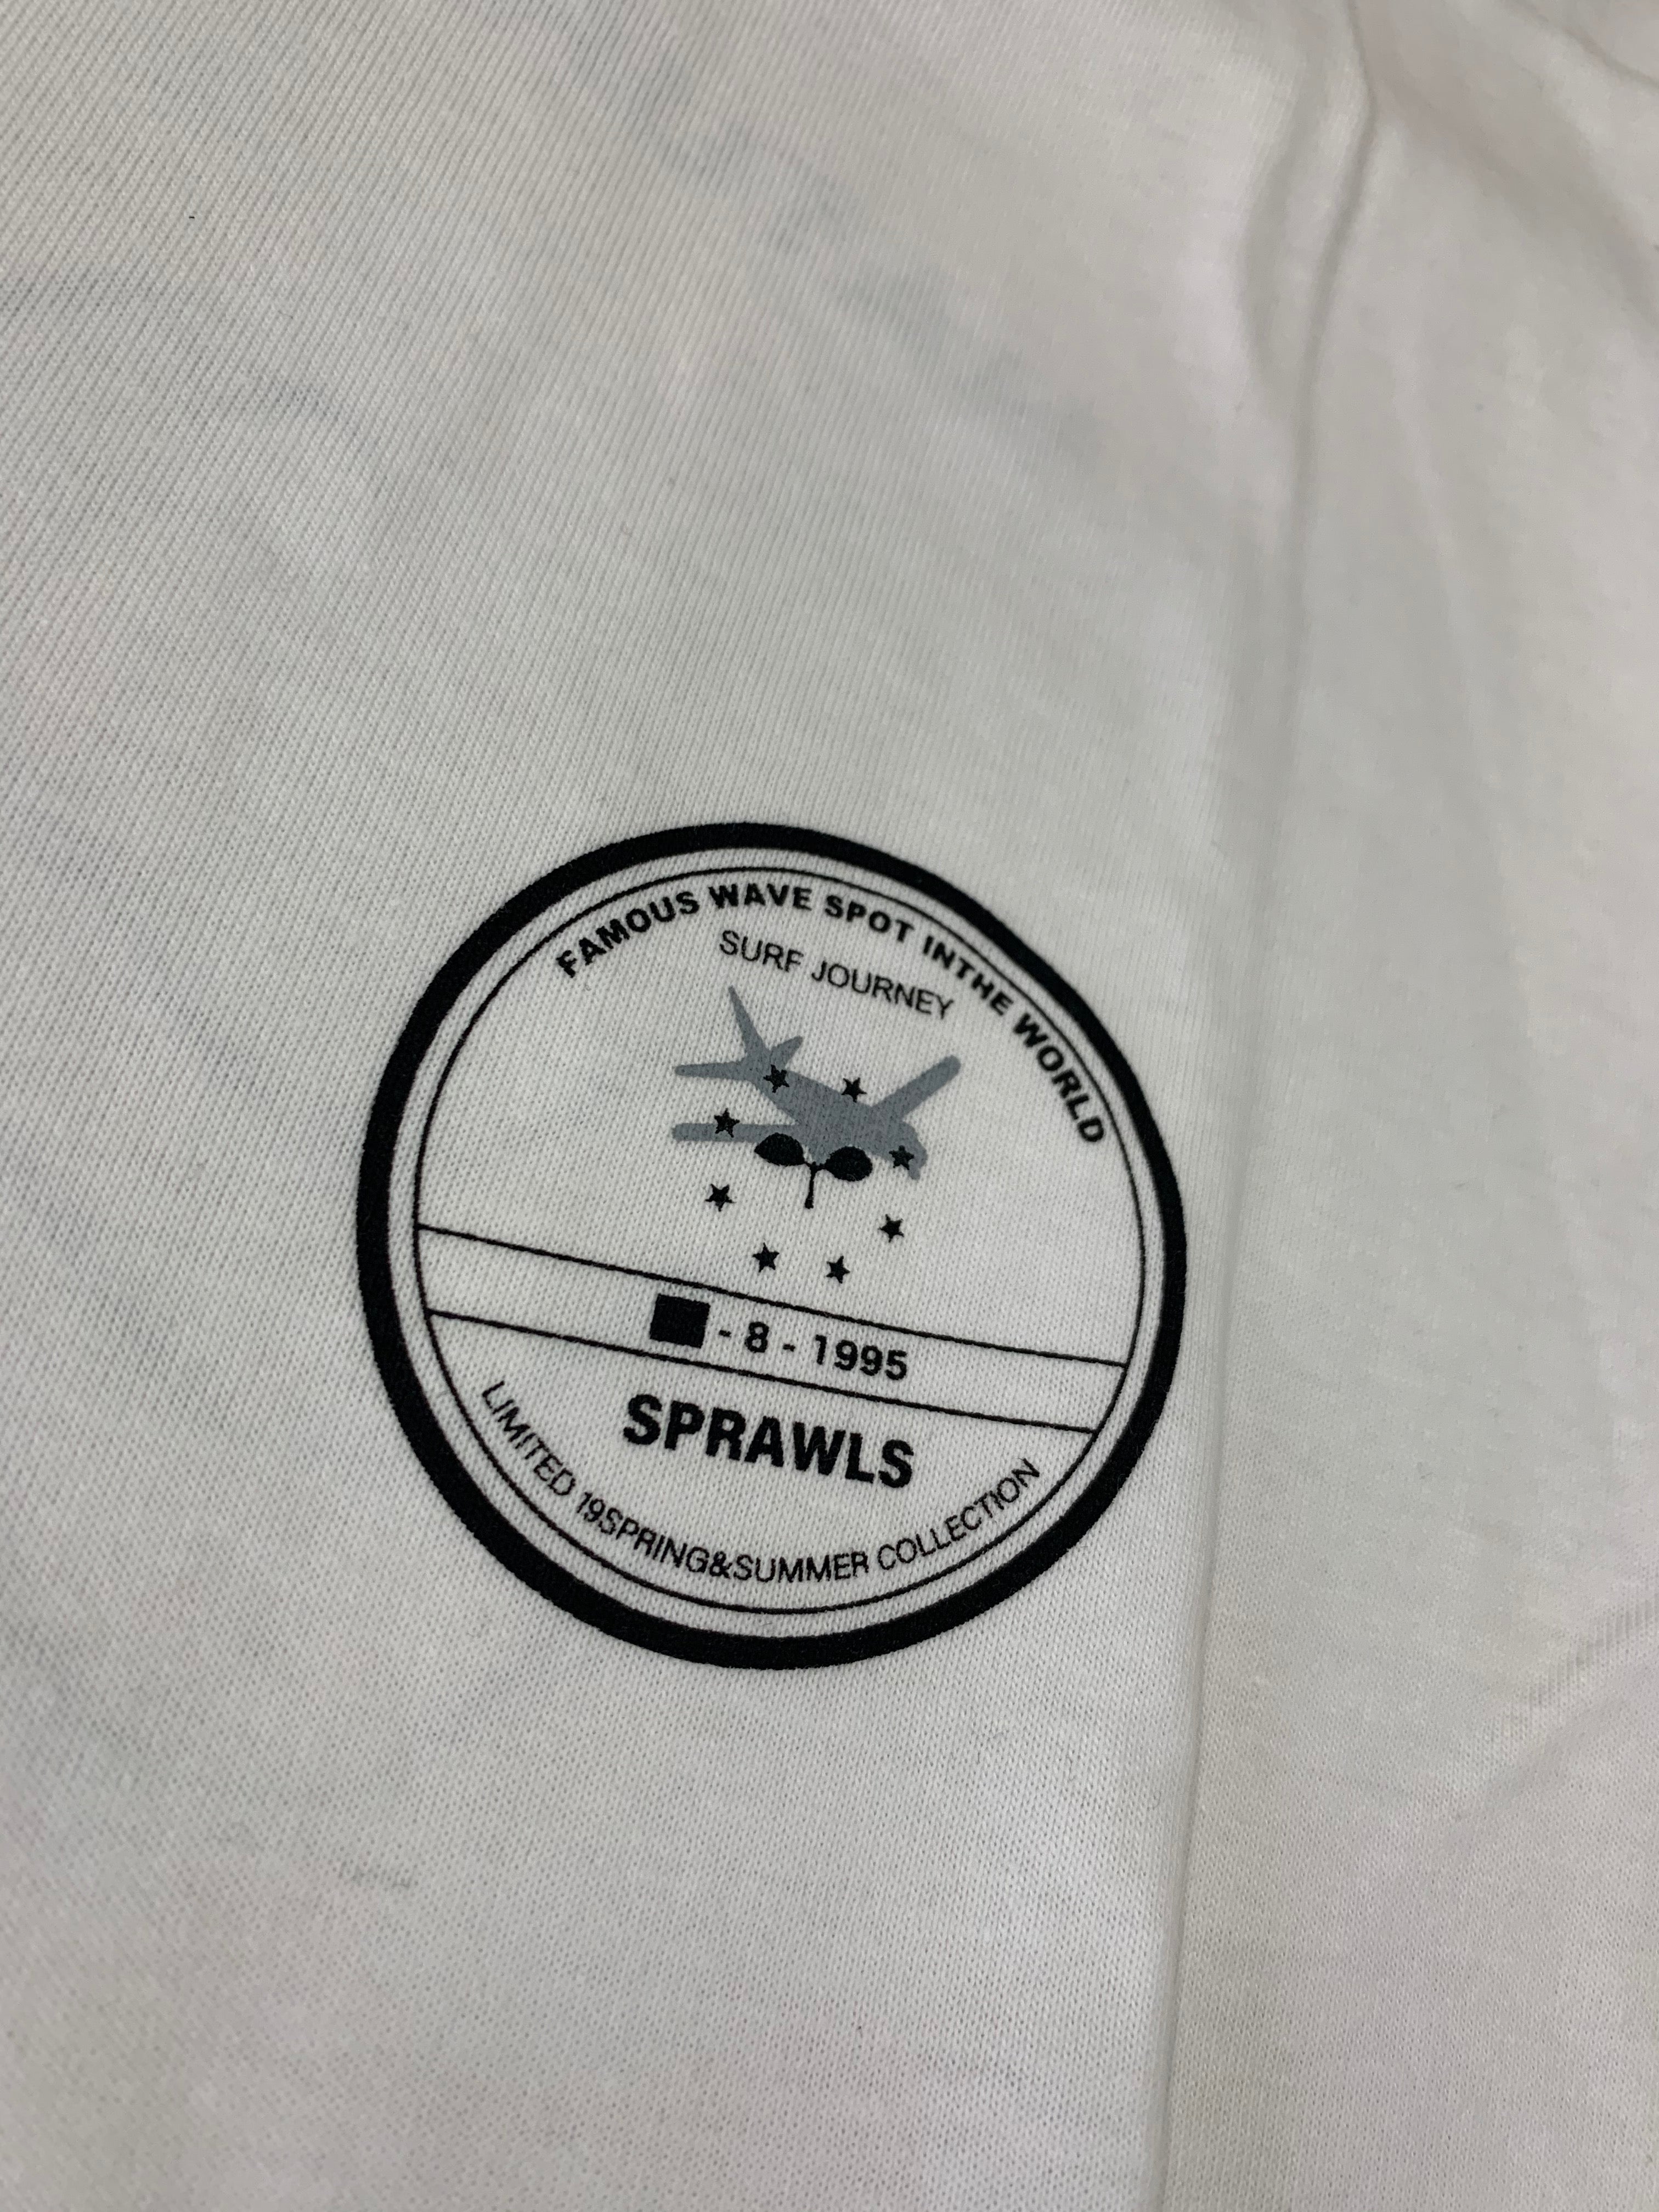 FAMOUS WAVE SPOT INTHE WORLD
SURF JOURNEY
- 8 - 1995
SPRAWLS
LIMITED 19SPRING&SUMMER COLLECTION